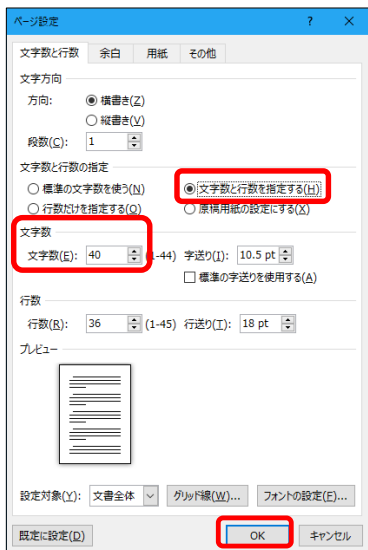 ページ設定 ? ×
文字数と行数 余白 用紙 その他
文字方向
方向: 横書き(Z)
縦書き(V)
段数(C): 1
文字数と行数の指定
標準の文字数を使う(N) 文字数と行数を指定する(H)
行数だけを指定する(O) 原稿用紙の設定にする(X)
文字数
文字数(E): 40 (1-44) 字送り(I): 10.5 pt
標準の字送りを使用する(A)
行数
行数(R): 36 (1-45) 行送り(T): 18 pt
プレビュー
設定対象(Y): 文書全体 グリッド線(W)... フォントの設定(F)...
既定に設定(D) OK キャンセル